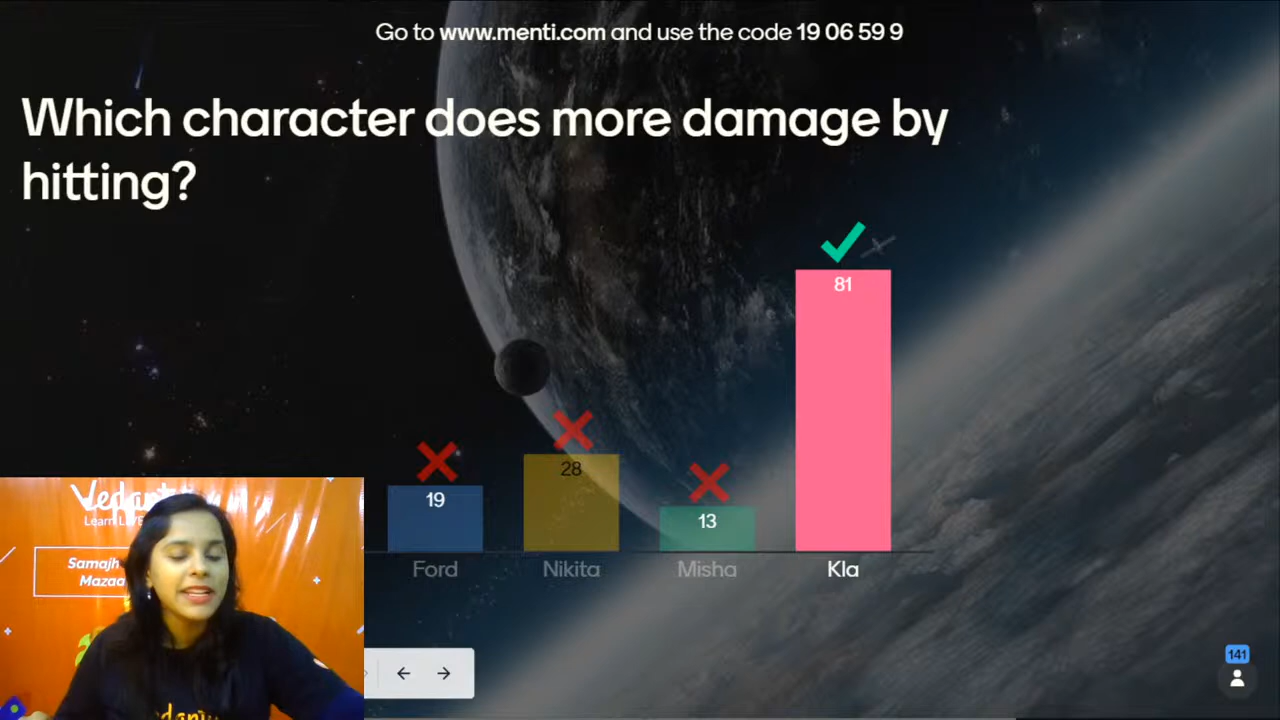 Go to www.menti.com and use the code 19 06 59 9
Which character does more damage by
hitting?
81
28
19
13
Ford
Nikita
Misha
Kla
Samajh
141